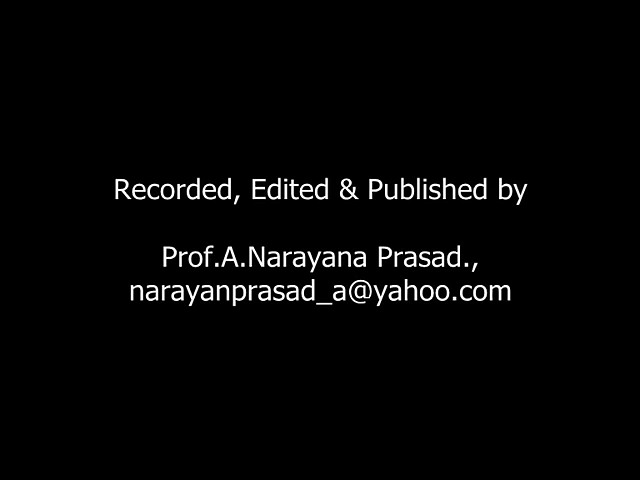 Recorded, Edited & Published by
Prof.A.Narayana Prasad.,
narayanprasad_a@yahoo.com